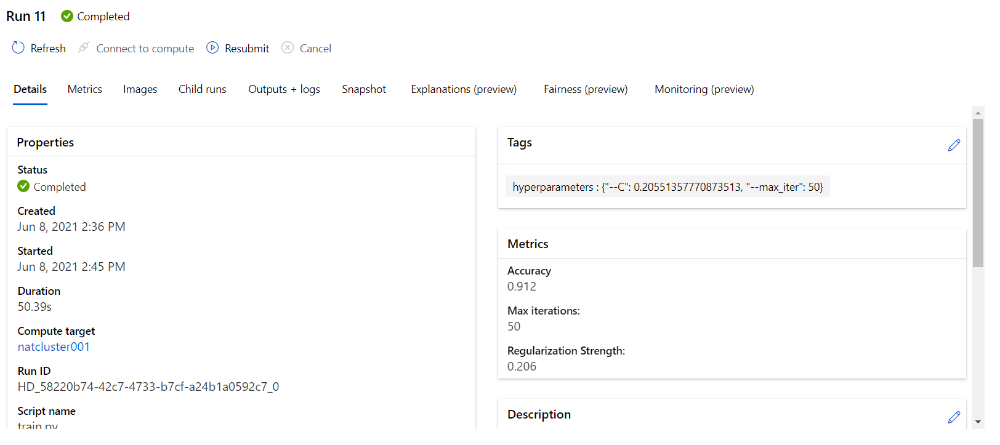 Run 11 Completed
Refresh Connect to compute Resubmit Cancel
Details Metrics Images Child runs Outputs + logs Snapshot Explanations (preview) Fairness (preview) Monitoring (preview)
Properties
Status
Completed
Created
Jun 8, 2021 2:36 PM
Started
Jun 8, 2021 2:45 PM
Duration
50.39s
Compute target
natcluster001
Run ID
HD_58220b74-42c7-4733-b7cf-a24b1a0592c7_0
Script name
train.py
Tags
hyperparameters : {"--C": 0.20551357770873513, "--max_iter": 50}
Metrics
Accuracy
0.912
Max iterations:
50
Regularization Strength:
0.206
Description